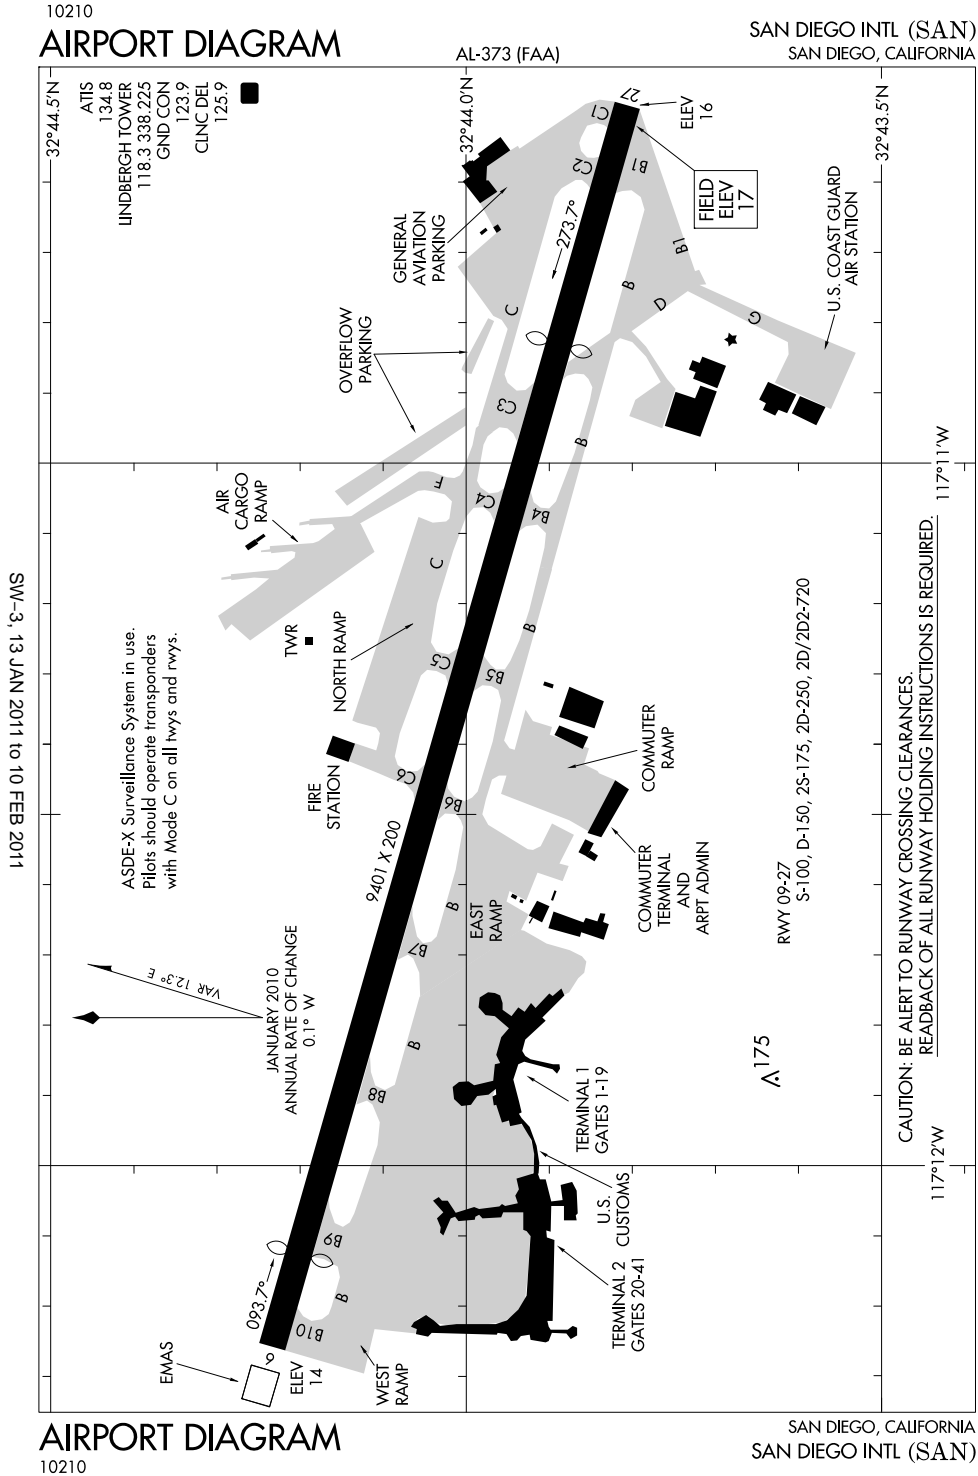 10210
AIRPORT DIAGRAM
AL-373 (FAA)
SAN DIEGO INTL (SAN)
SAN DIEGO, CALIFORNIA
32°44.5'N
32°44.0'N
32°43.5'N
ATIS
134.8
LINDBERGH TOWER
118.3 338.225
GND CON
123.9
CLNC DEL
125.9
27
ELEV
16
FIELD
ELEV
17
C1
C2
B1
B1
273.7°
GENERAL
AVIATION
PARKING
U.S. COAST GUARD
AIR STATION
B
D
G
C
OVERFLOW
PARKING
C3
B
117°11'W
F
C4
B4
AIR
CARGO
RAMP
C
B
TWR
NORTH RAMP
C5
B5
COMMUTER
RAMP
FIRE
STATION
C6
B6
ASDE-X Surveillance System in use.
Pilots should operate transponders
with Mode C on all twys and rwys.
9401 X 200
COMMUTER
TERMINAL
AND
ARPT ADMIN
B
EAST
RAMP
B7
RWY 09-27
S-100, D-150, 2S-175, 2D-250, 2D/2D2-720
VAR 12.3° E
JANUARY 2010
ANNUAL RATE OF CHANGE
0.1° W
B
B8
175
TERMINAL 1
GATES 1-19
CAUTION: BE ALERT TO RUNWAY CROSSING CLEARANCES.
READBACK OF ALL RUNWAY HOLDING INSTRUCTIONS IS REQUIRED.
117°12'W
U.S.
CUSTOMS
B9
B
TERMINAL 2
GATES 20-41
093.7°
B10
9
ELEV
14
EMAS
WEST
RAMP
SW-3, 13 JAN 2011 to 10 FEB 2011
AIRPORT DIAGRAM
10210
SAN DIEGO, CALIFORNIA
SAN DIEGO INTL (SAN)